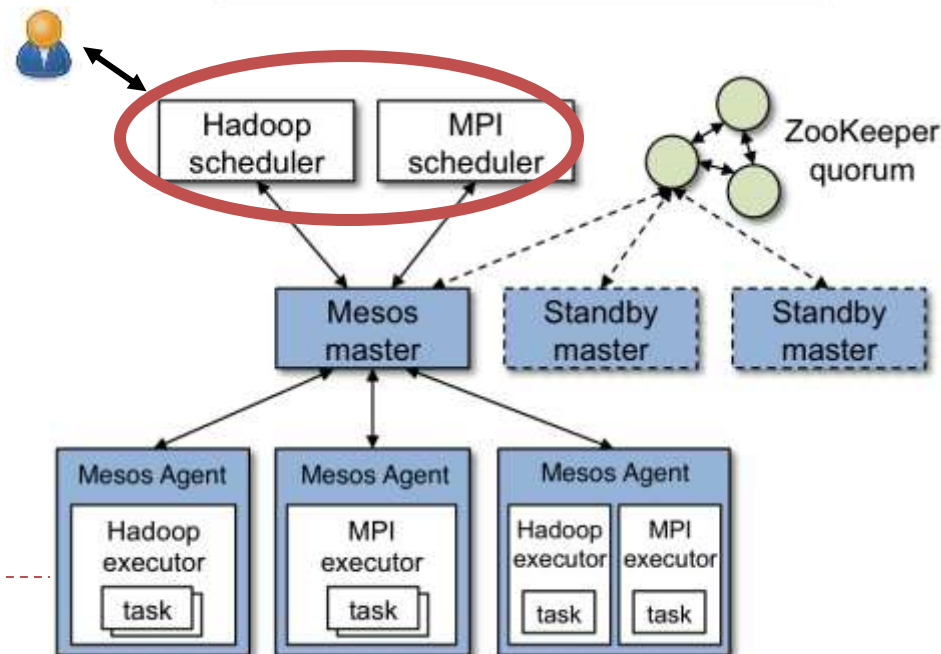 Hadoop
scheduler
MPI
scheduler
ZooKeeper
quorum
Mesos
master
Standby
master
Standby
master
Mesos Agent
Hadoop
executor
task
Mesos Agent
MPI
executor
task
Mesos Agent
Hadoop
executor
task
MPI
executor
task